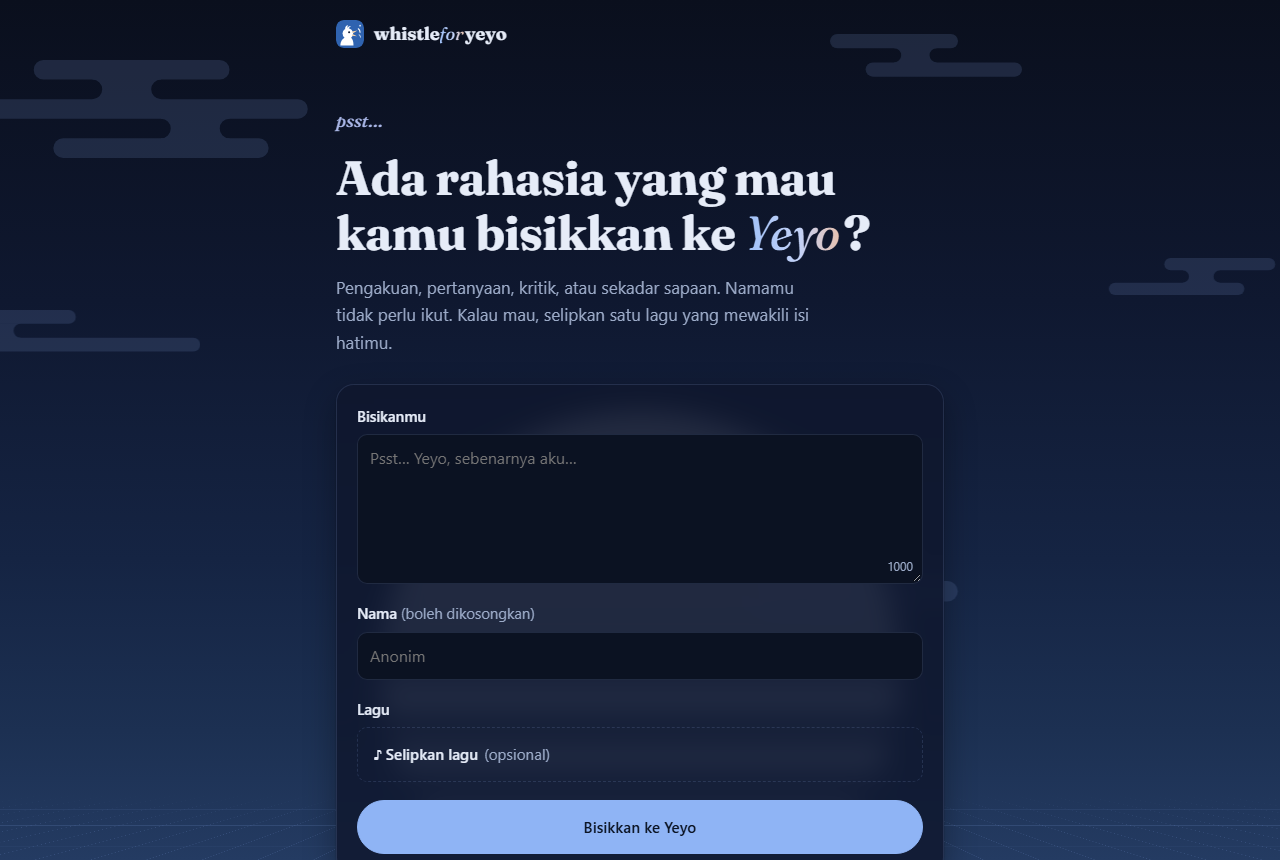 whistleforyeyo
psst...
Ada rahasia yang mau
kamu bisikkan ke Yeyo?
Pengakuan, pertanyaan, kritik, atau sekadar sapaan. Namamu
tidak perlu ikut. Kalau mau, selipkan satu lagu yang mewakili isi
hatimu.
Bisikanmu
Psst... Yeyo, sebenarnya aku...
1000
Nama (boleh dikosongkan)
Anonim
Lagu
♪ Selipkan lagu (opsional)
Bisikkan ke Yeyo